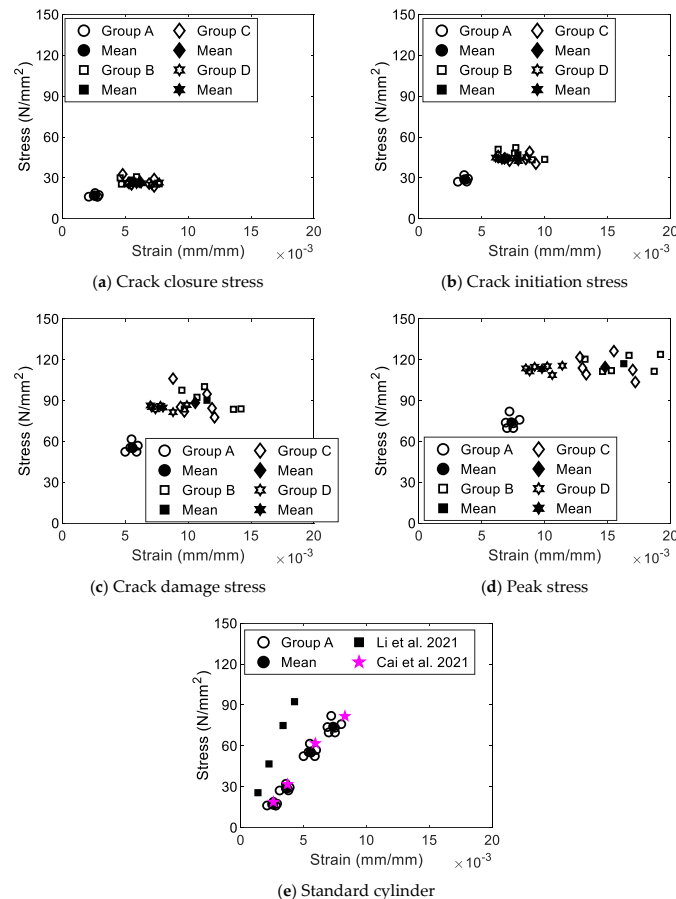 150
120
90
60
30
0
Stress (N/mm²)
Group A
Mean
Group B
Mean
Group C
Mean
Group D
Mean
0 5 10 15 20
Strain (mm/mm) ×10⁻³
(a) Crack closure stress
150
120
90
60
30
0
Stress (N/mm²)
Group A
Mean
Group B
Mean
Group C
Mean
Group D
Mean
0 5 10 15 20
Strain (mm/mm) ×10⁻³
(b) Crack initiation stress
150
120
90
60
30
0
Stress (N/mm²)
Group A
Mean
Group B
Mean
Group C
Mean
Group D
Mean
0 5 10 15 20
Strain (mm/mm) ×10⁻³
(c) Crack damage stress
150
120
90
60
30
0
Stress (N/mm²)
Group A
Mean
Group B
Mean
Group C
Mean
Group D
Mean
0 5 10 15 20
Strain (mm/mm) ×10⁻³
(d) Peak stress
150
120
90
60
30
0
Stress (N/mm²)
Group A
Mean
Li et al. 2021
Cai et al. 2021
0 5 10 15 20
Strain (mm/mm) ×10⁻³
(e) Standard cylinder